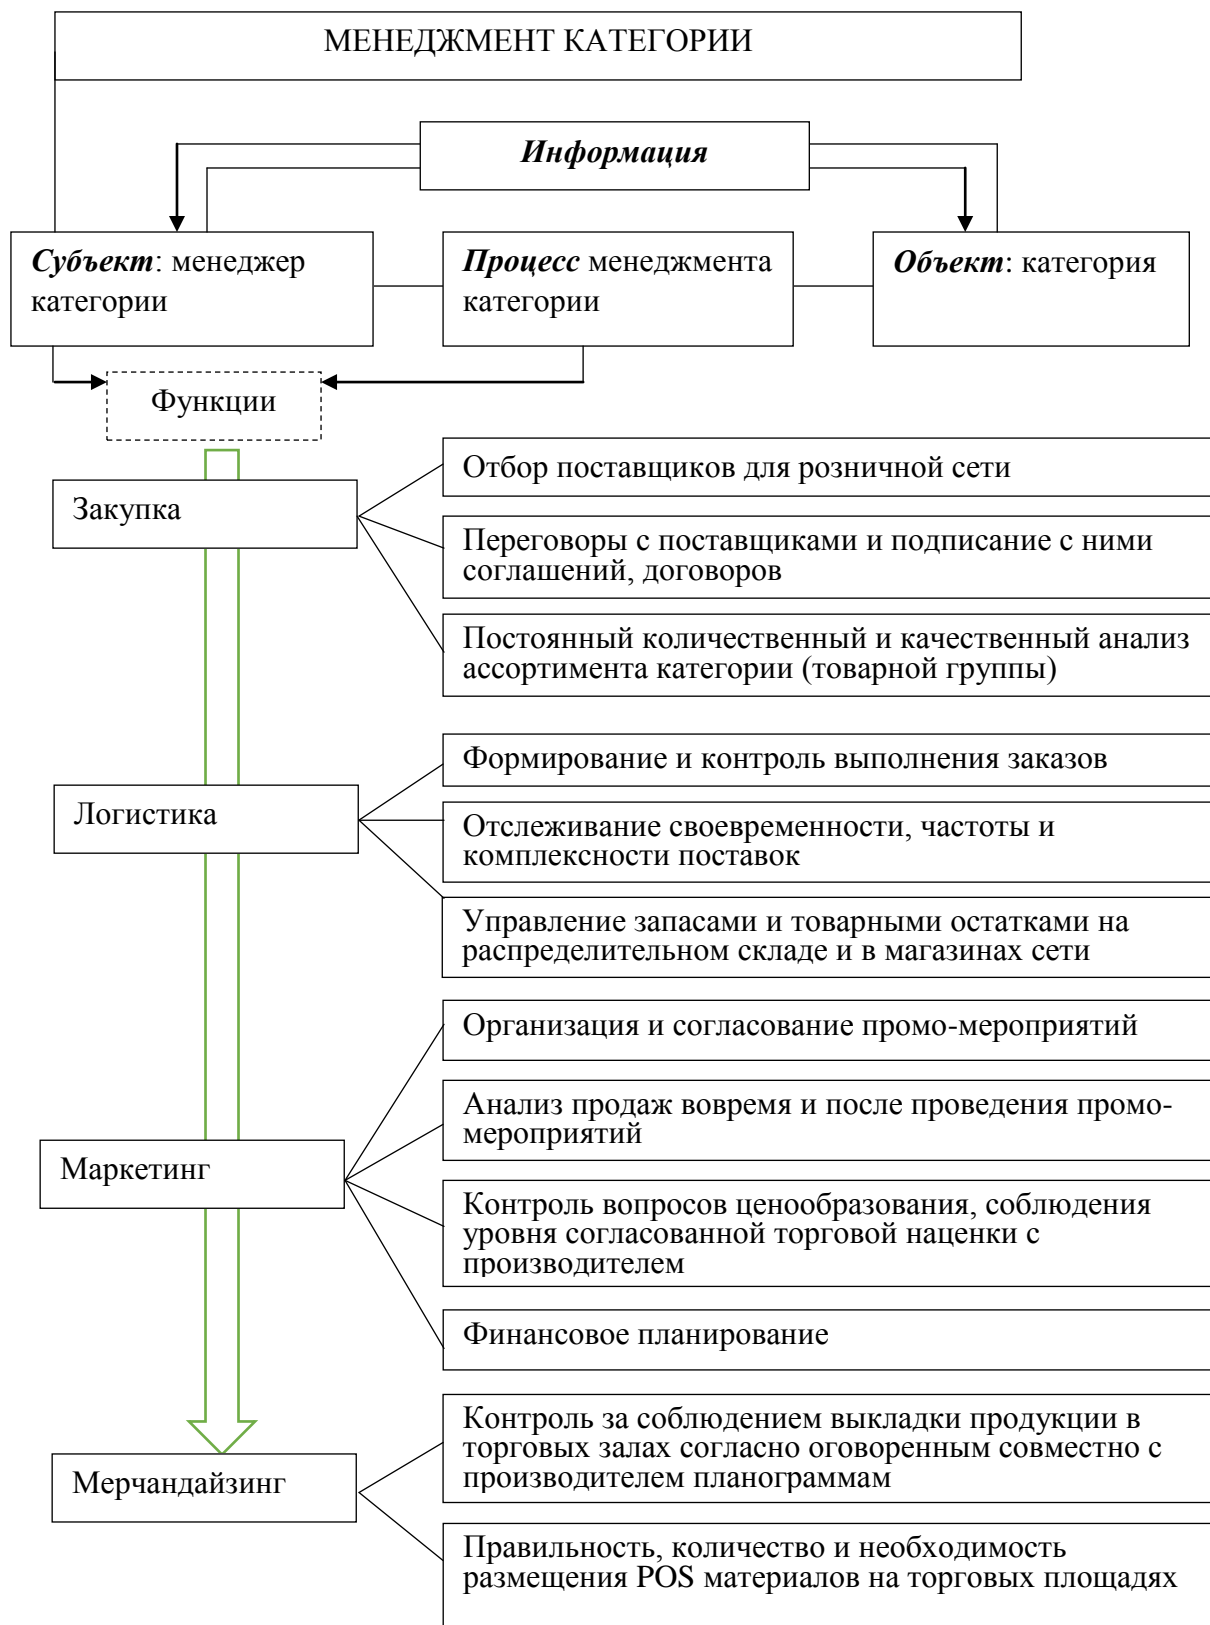 МЕНЕДЖМЕНТ КАТЕГОРИИ
Информация
Субъект: менеджер
категории
Процесс менеджмента
категории
Объект: категория
Функции
Закупка
Отбор поставщиков для розничной сети
Переговоры с поставщиками и подписание с ними
соглашений, договоров
Постоянный количественный и качественный анализ
ассортимента категории (товарной группы)
Логистика
Формирование и контроль выполнения заказов
Отслеживание своевременности, частоты и
комплексности поставок
Управление запасами и товарными остатками на
распределительном складе и в магазинах сети
Маркетинг
Организация и согласование промо-мероприятий
Анализ продаж вовремя и после проведения промо-
мероприятий
Контроль вопросов ценообразования, соблюдения
уровня согласованной торговой наценки с
производителем
Финансовое планирование
Мерчандайзинг
Контроль за соблюдением выкладки продукции в
торговых залах согласно оговоренным совместно с
производителем планограммам
Правильность, количество и необходимость
размещения POS материалов на торговых площадях